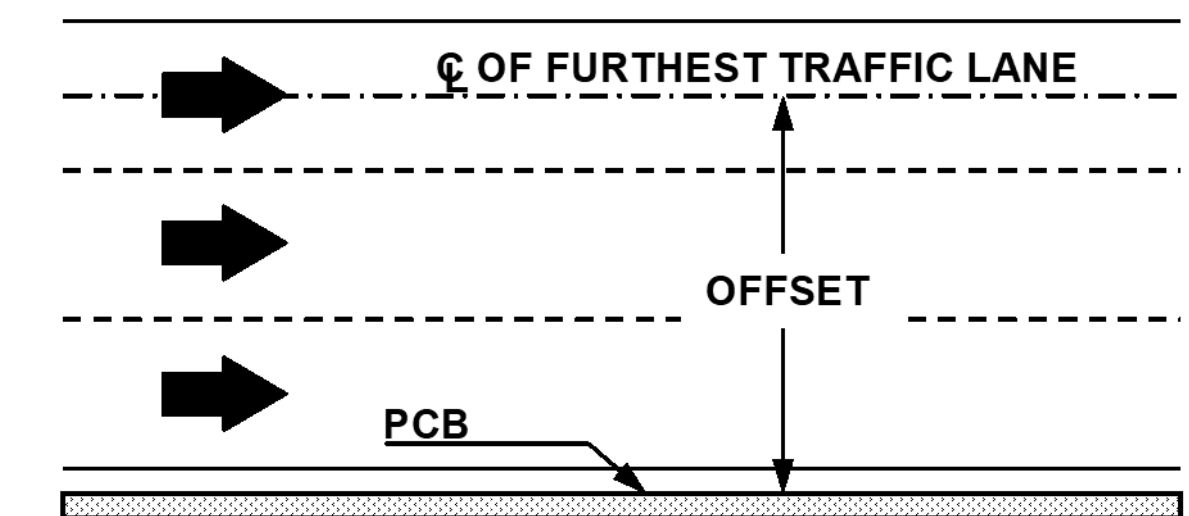 ℄ OF FURTHEST TRAFFIC LANE
OFFSET
PCB